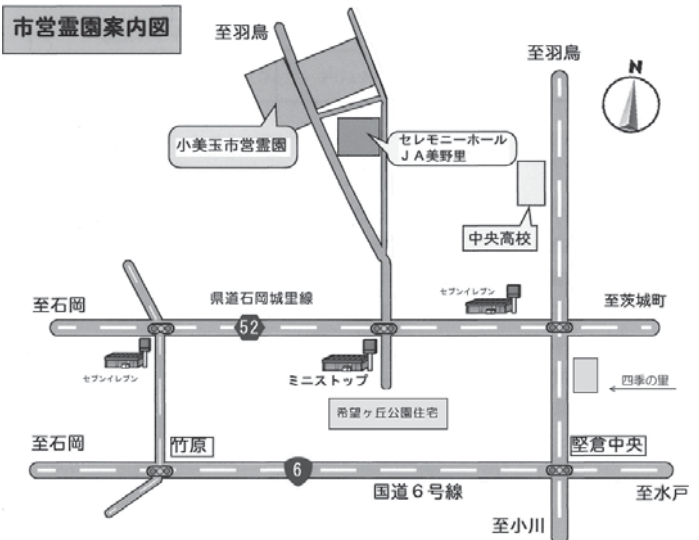 市営霊園案内図
至羽鳥
至羽鳥
N
小美玉市営霊園
セレモニーホール
JA美野里
中央高校
セブンイレブン
県道石岡城里線
至石岡
至茨城町
52
セブンイレブン
ミニストップ
四季の里
希望ヶ丘公園住宅
至石岡
竹原
堅倉中央
6
国道6号線
至水戸
至小川